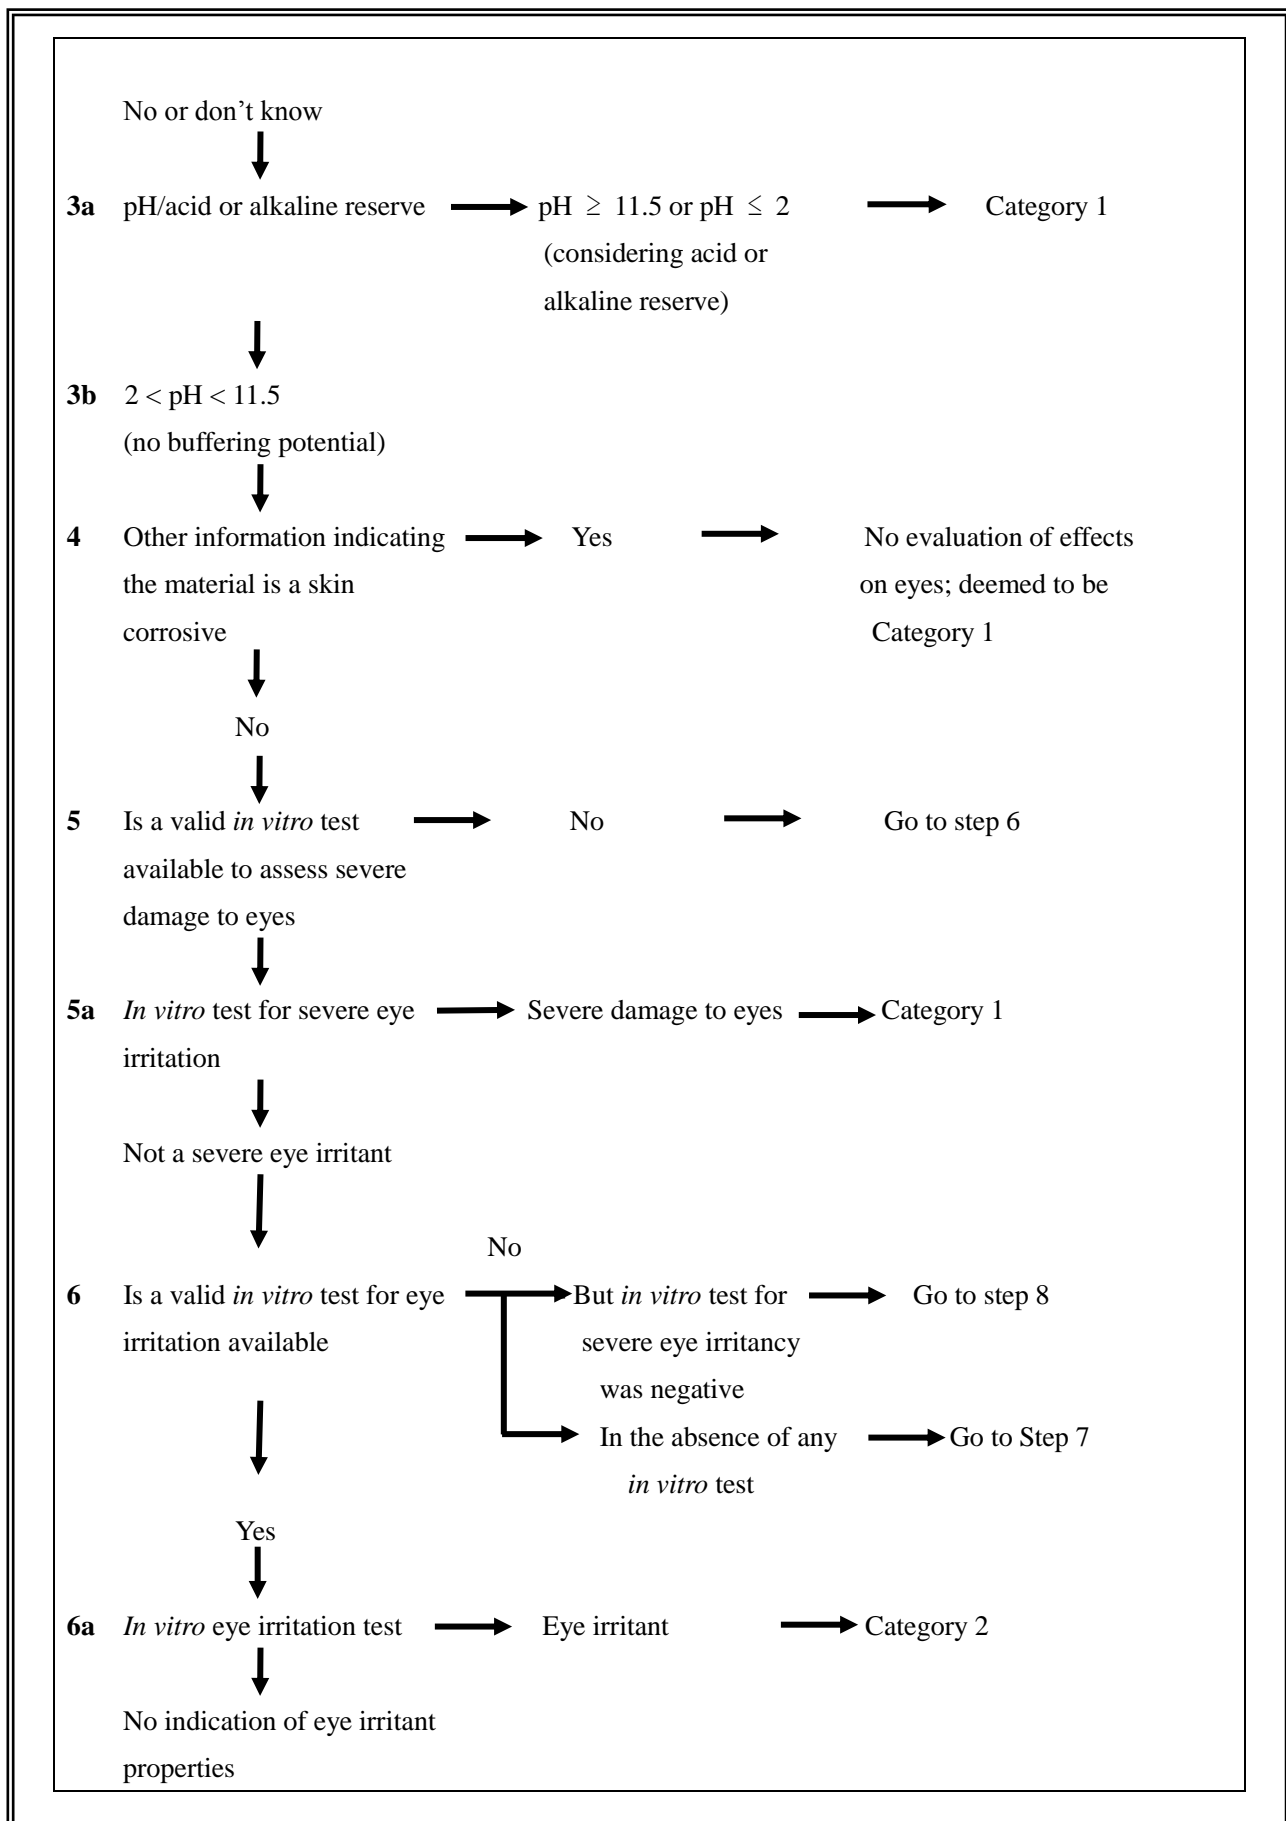 No or don’t know
3a pH/acid or alkaline reserve pH ≥ 11.5 or pH ≤ 2 Category 1
(considering acid or
alkaline reserve)
3b 2 < pH < 11.5
(no buffering potential)
4 Other information indicating Yes No evaluation of effects
the material is a skin on eyes; deemed to be
corrosive Category 1
No
5 Is a valid in vitro test No Go to step 6
available to assess severe
damage to eyes
5a In vitro test for severe eye Severe damage to eyes Category 1
irritation
Not a severe eye irritant
No
6 Is a valid in vitro test for eye But in vitro test for Go to step 8
irritation available severe eye irritancy
was negative
In the absence of any Go to Step 7
in vitro test
Yes
6a In vitro eye irritation test Eye irritant Category 2
No indication of eye irritant
properties